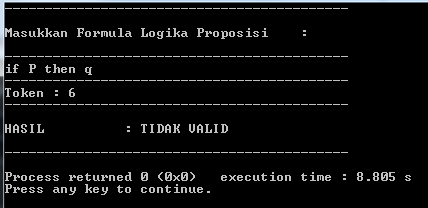 Masukkan Formula Logika Proposisi    :
if P then q
Token : 6
HASIL          : TIDAK VALID
Process returned 0 (0x0)   execution time : 8.805 s
Press any key to continue.